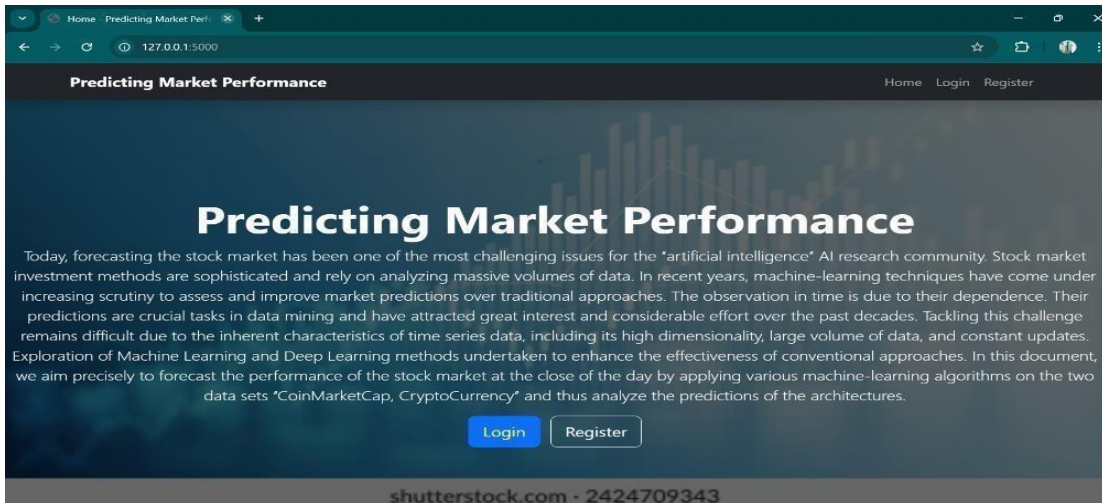 Home - Predicting Market Perf
127.0.0.1:5000
Predicting Market Performance
Home Login Register
Predicting Market Performance
Today, forecasting the stock market has been one of the most challenging issues for the "artificial intelligence" AI research community. Stock market
investment methods are sophisticated and rely on analyzing massive volumes of data. In recent years, machine-learning techniques have come under
increasing scrutiny to assess and improve market predictions over traditional approaches. The observation in time is due to their dependence. Their
predictions are crucial tasks in data mining and have attracted great interest and considerable effort over the past decades. Tackling this challenge
remains difficult due to the inherent characteristics of time series data, including its high dimensionality, large volume of data, and constant updates.
Exploration of Machine Learning and Deep Learning methods undertaken to enhance the effectiveness of conventional approaches. In this document,
we aim precisely to forecast the performance of the stock market at the close of the day by applying various machine-learning algorithms on the two
data sets "CoinMarketCap, CryptoCurrency" and thus analyze the predictions of the architectures.
Login Register
shutterstock.com · 2424709343